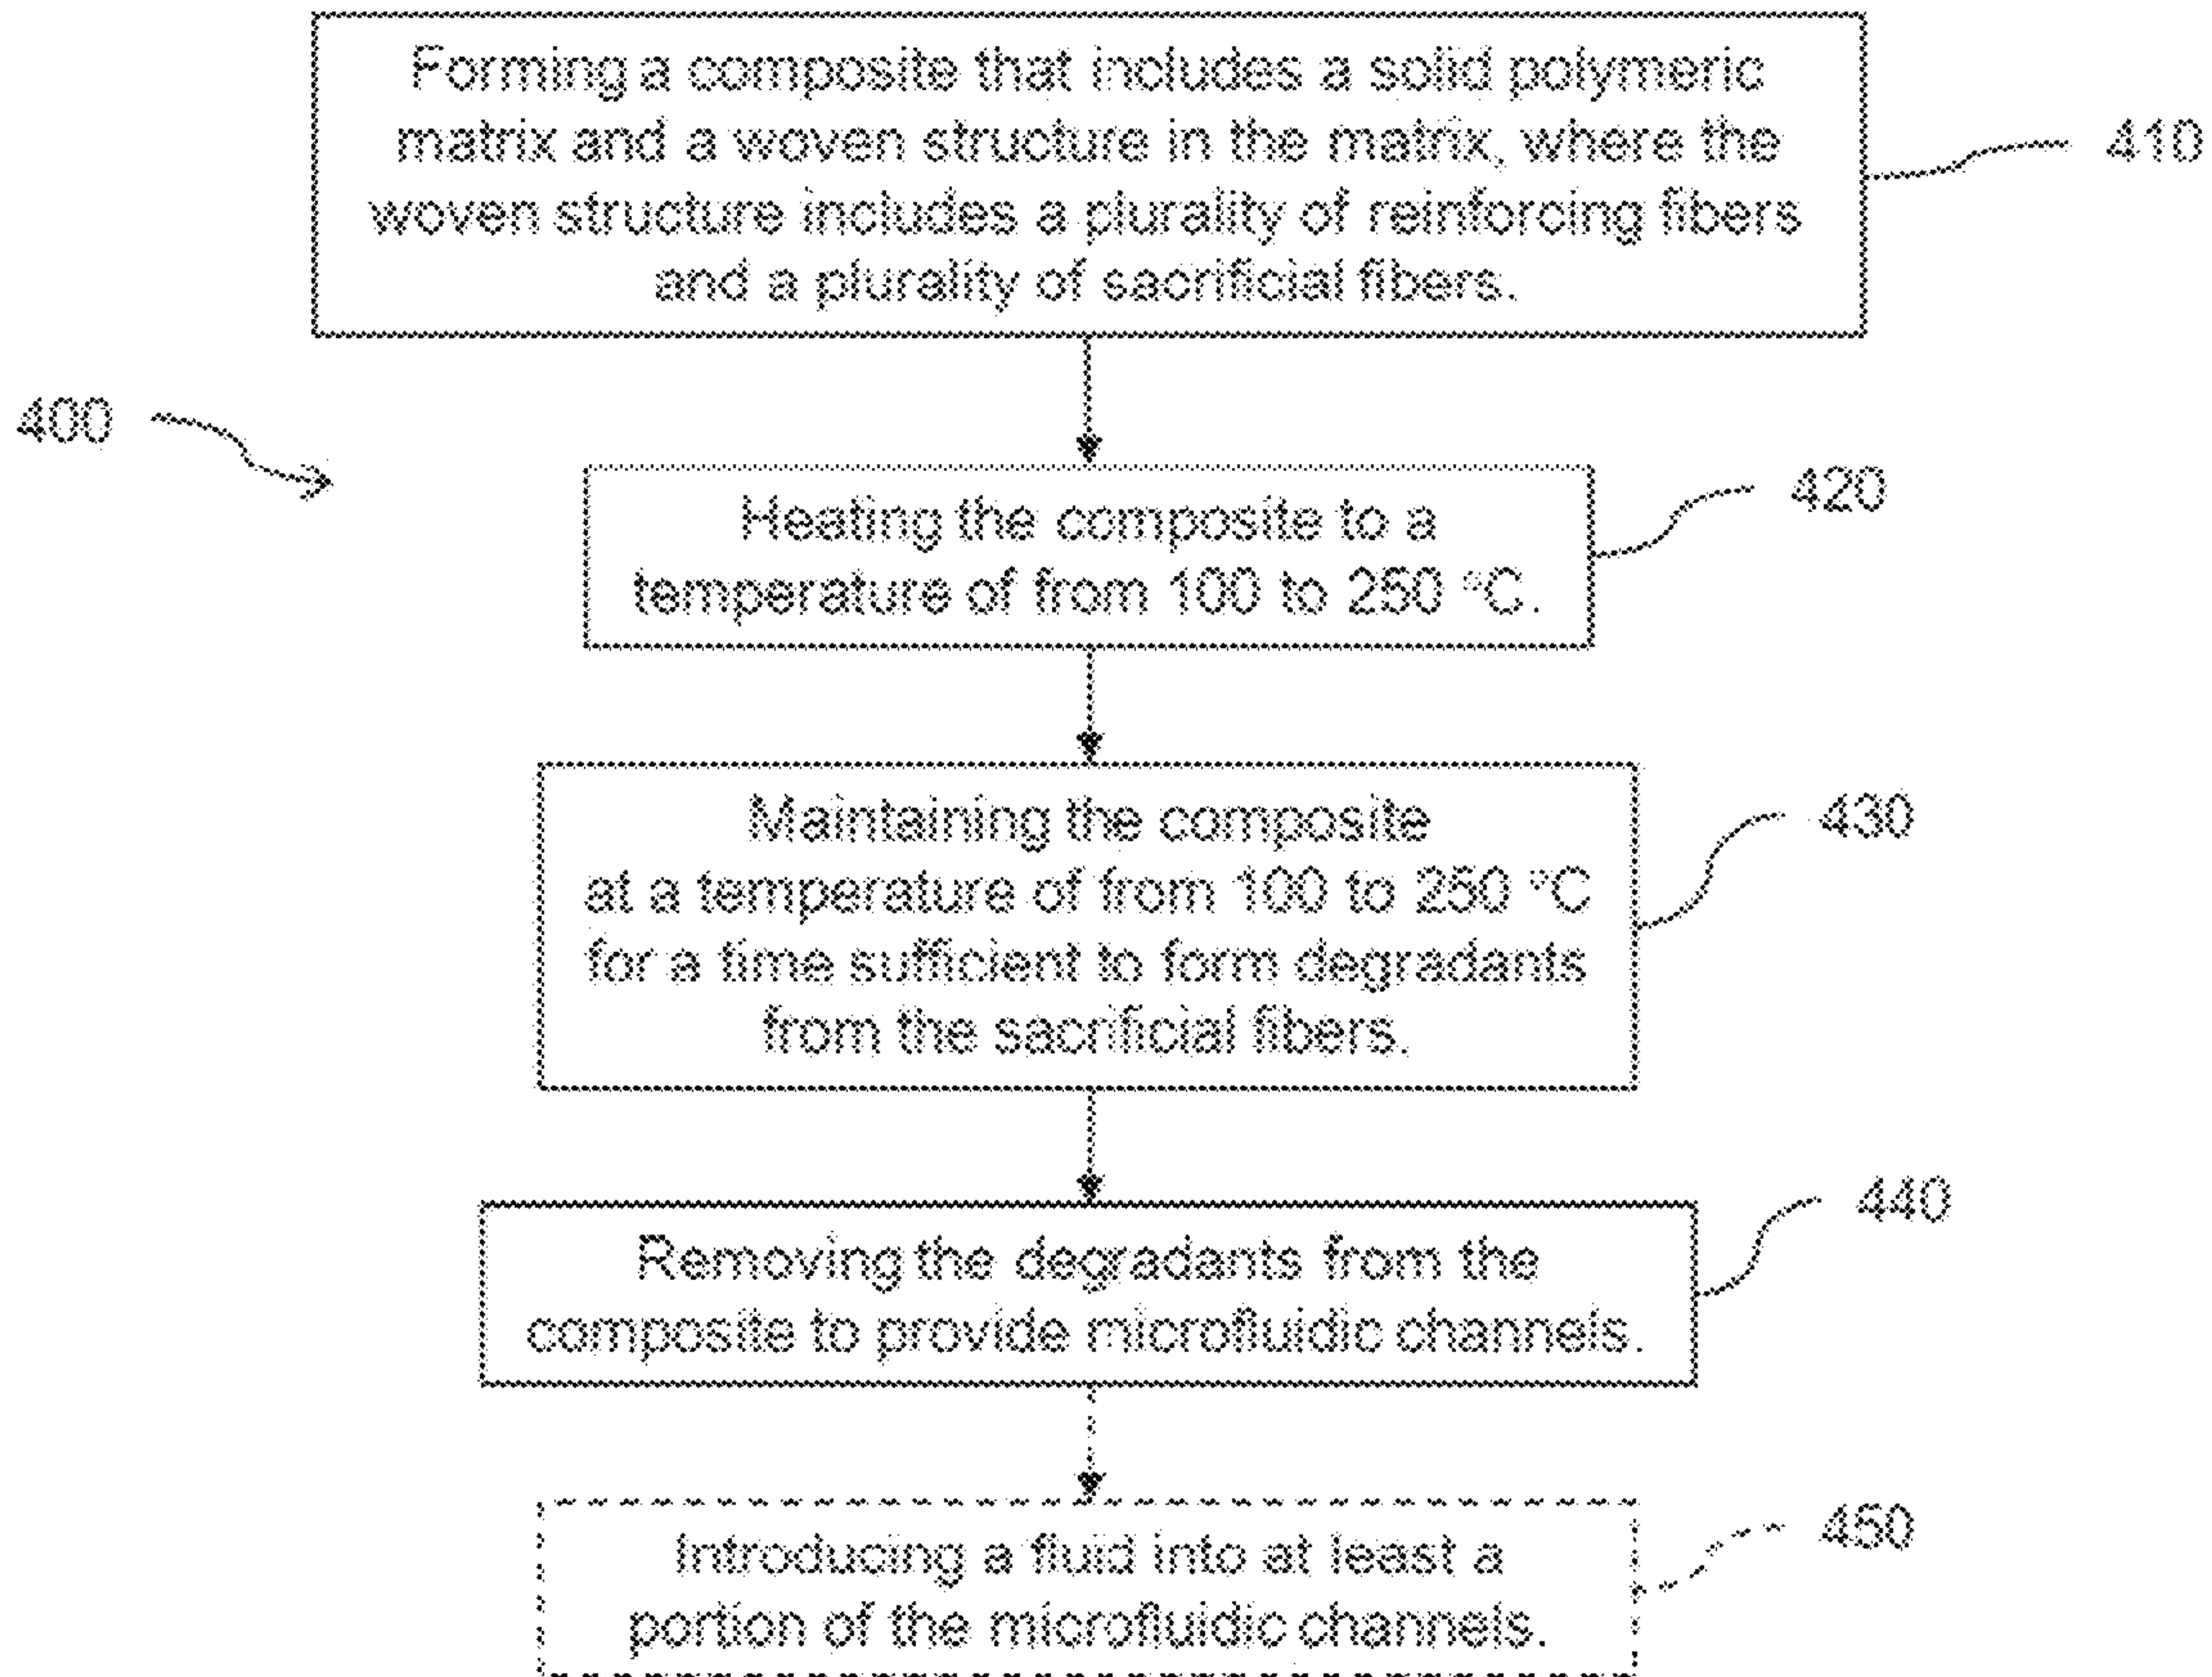 Forming a composite that includes a solid polymeric
matrix and a woven structure in the matrix, where the
woven structure includes a plurality of reinforcing fibers
and a plurality of sacrificial fibers.
410
400
Heating the composite to a
temperature of from 100 to 250 °C.
420
Maintaining the composite
at a temperature of from 100 to 250 °C
for a time sufficient to form degradants
from the sacrificial fibers.
430
Removing the degradants from the
composite to provide microfluidic channels.
440
Introducing a fluid into at least a
portion of the microfluidic channels.
450